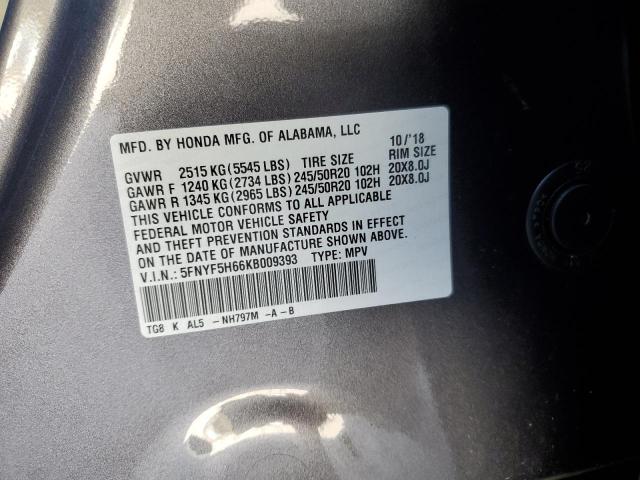 MFD. BY HONDA MFG. OF ALABAMA, LLC 10/'18
GVWR 2515 KG (5545 LBS) TIRE SIZE RIM SIZE
GAWR F 1240 KG (2734 LBS) 245/50R20 102H 20X8.0J
GAWR R 1345 KG (2965 LBS) 245/50R20 102H 20X8.0J
THIS VEHICLE CONFORMS TO ALL APPLICABLE
FEDERAL MOTOR VEHICLE SAFETY
AND THEFT PREVENTION STANDARDS IN EFFECT
ON THE DATE OF MANUFACTURE SHOWN ABOVE.
V.I.N.: 5FNYF5H66KB009393 TYPE: MPV
TG8 K AL5 -NH797M -A -B